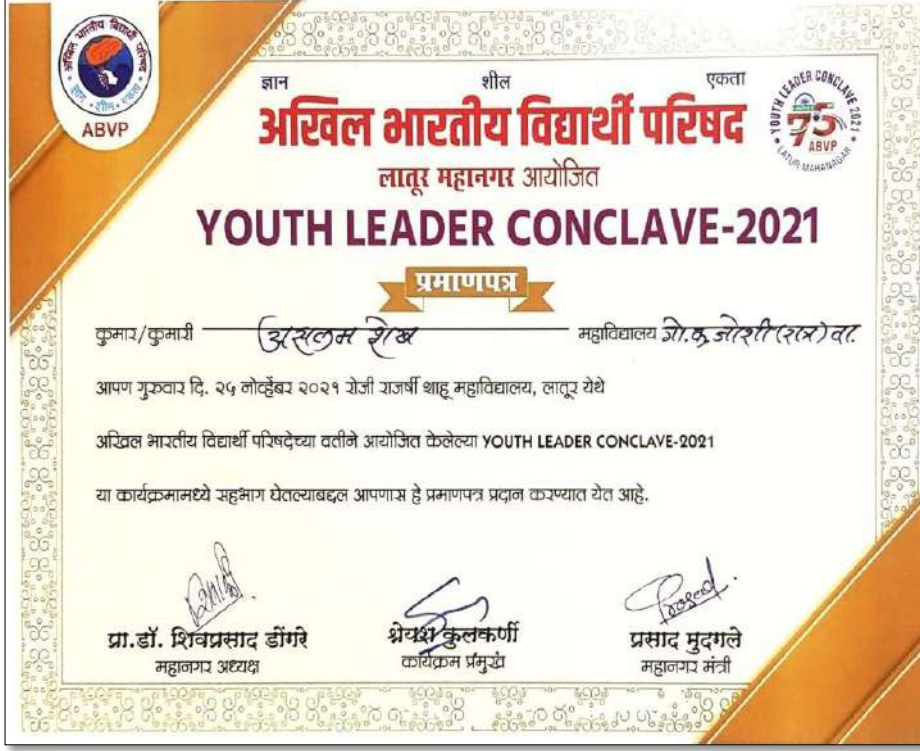 अखिल भारतीय विद्यार्थी परिषद
ज्ञान • शील • एकता
ABVP
ज्ञान शील एकता
अखिल भारतीय विद्यार्थी परिषद
YOUTH LEADER CONCLAVE 2021
75
ABVP
LATUR MAHANAGAR
लातूर महानगर आयोजित
YOUTH LEADER CONCLAVE-2021
प्रमाणपत्र
कुमार/कुमारी असलम शेख महाविद्यालय गो.क. जोशी (रात्र) वा.
आपण गुरुवार दि. २५ नोव्हेंबर २०२१ रोजी राजर्षी शाहू महाविद्यालय, लातूर येथे
अखिल भारतीय विद्यार्थी परिषदेच्या वतीने आयोजित केलेल्या YOUTH LEADER CONCLAVE-2021
या कार्यक्रमामध्ये सहभाग घेतल्याबद्दल आपणास हे प्रमाणपत्र प्रदान करण्यात येत आहे.
Prasad
प्रा.डॉ. शिवप्रसाद डोंगरे श्रेयश कुलकर्णी प्रसाद मुदगले
महानगर अध्यक्ष कार्यक्रम प्रमुख महानगर मंत्री